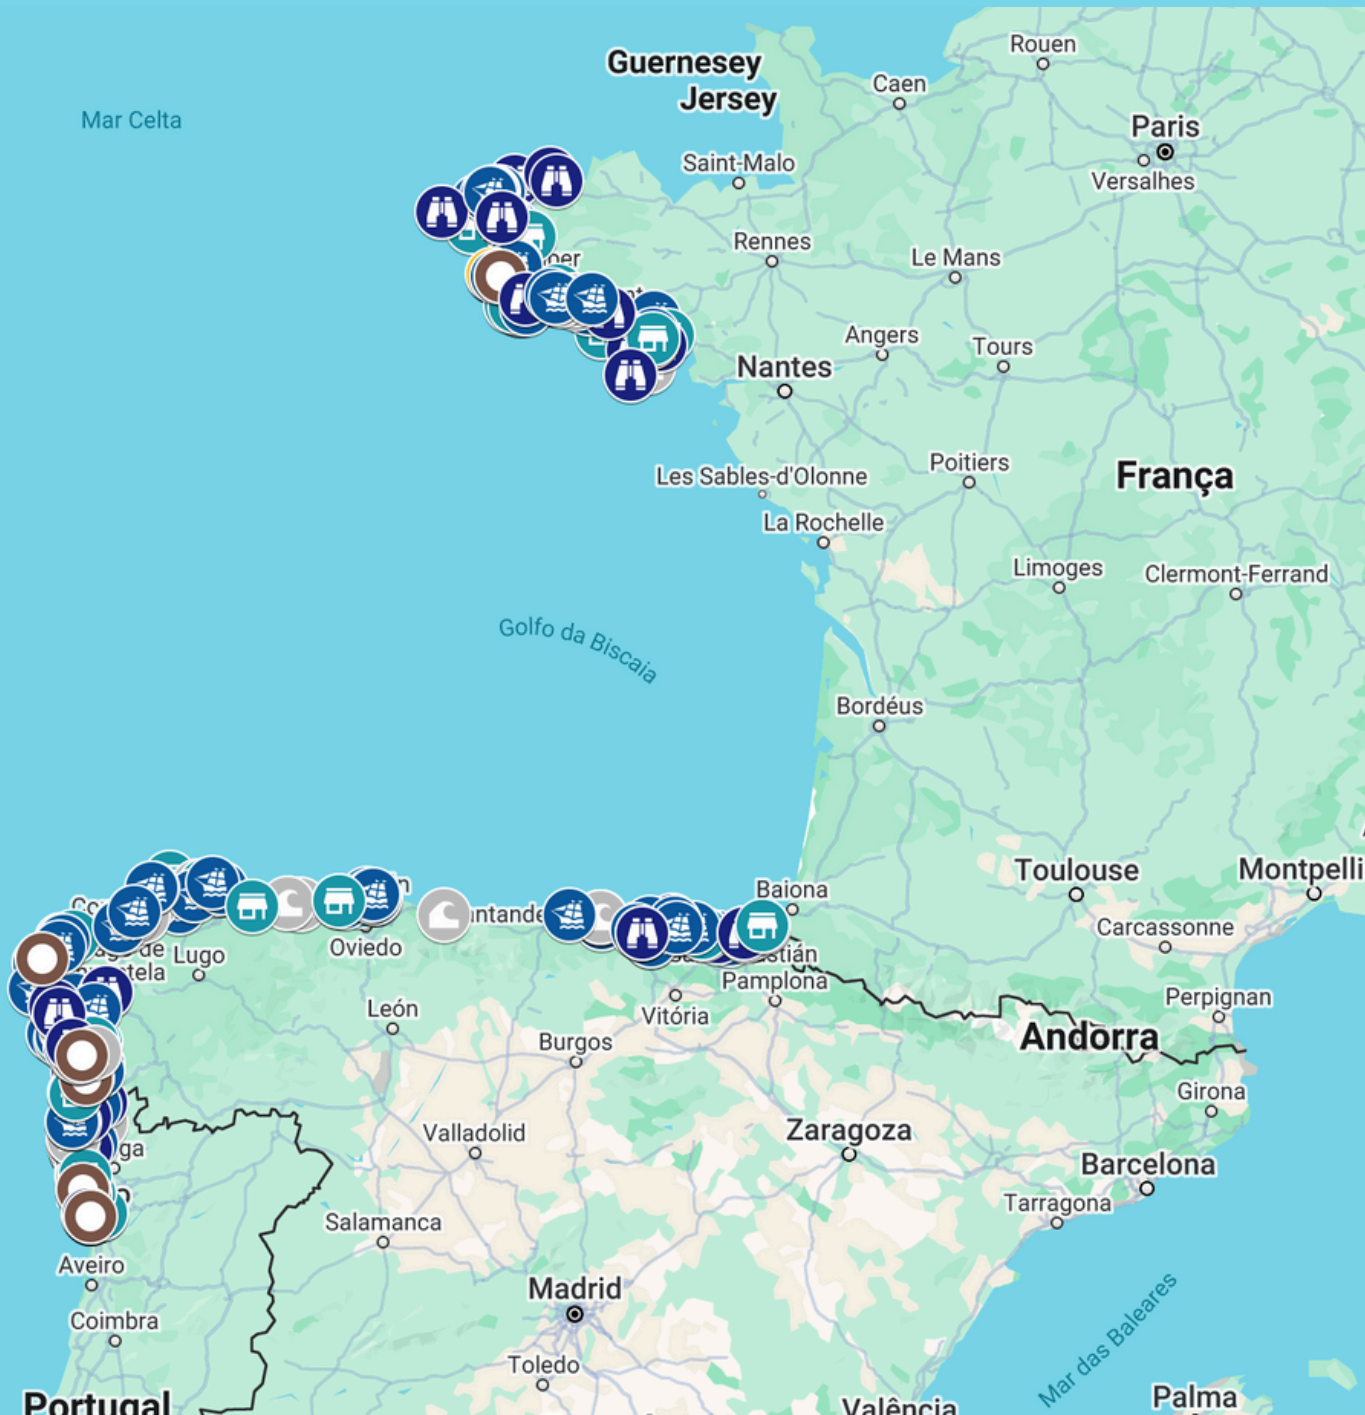 Rouen
Guernesey
Jersey
Caen
Mar Celta
Paris
Saint-Malo
Versalhes
Rennes
Le Mans
Angers
Tours
Nantes
Poitiers
Les Sables-d'Olonne
França
La Rochelle
Limoges
Clermont-Ferrand
Golfo da Biscaia
Bordéus
Toulouse
Montpelli
Baiona
Carcassonne
Oviedo
Lugo
Pamplona
Perpignan
León
Vitória
Andorra
Burgos
Girona
Valladolid
Zaragoza
Barcelona
Tarragona
Salamanca
Aveiro
Madrid
Coimbra
Mar das Baleares
Toledo
Portugal
Valência
Palma